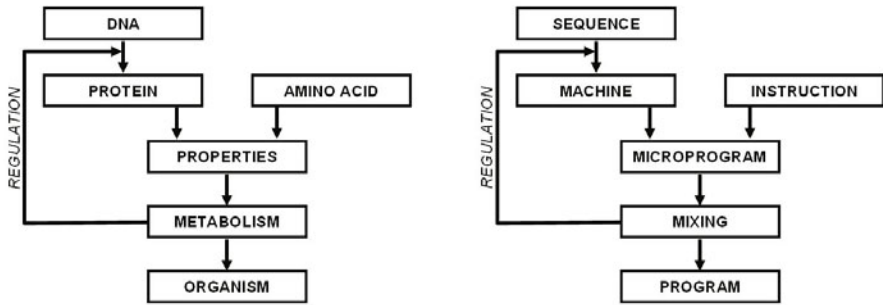 DNA
PROTEIN
AMINO ACID
PROPERTIES
METABOLISM
ORGANISM
REGULATION
SEQUENCE
MACHINE
INSTRUCTION
MICROPROGRAM
MIXING
PROGRAM
REGULATION